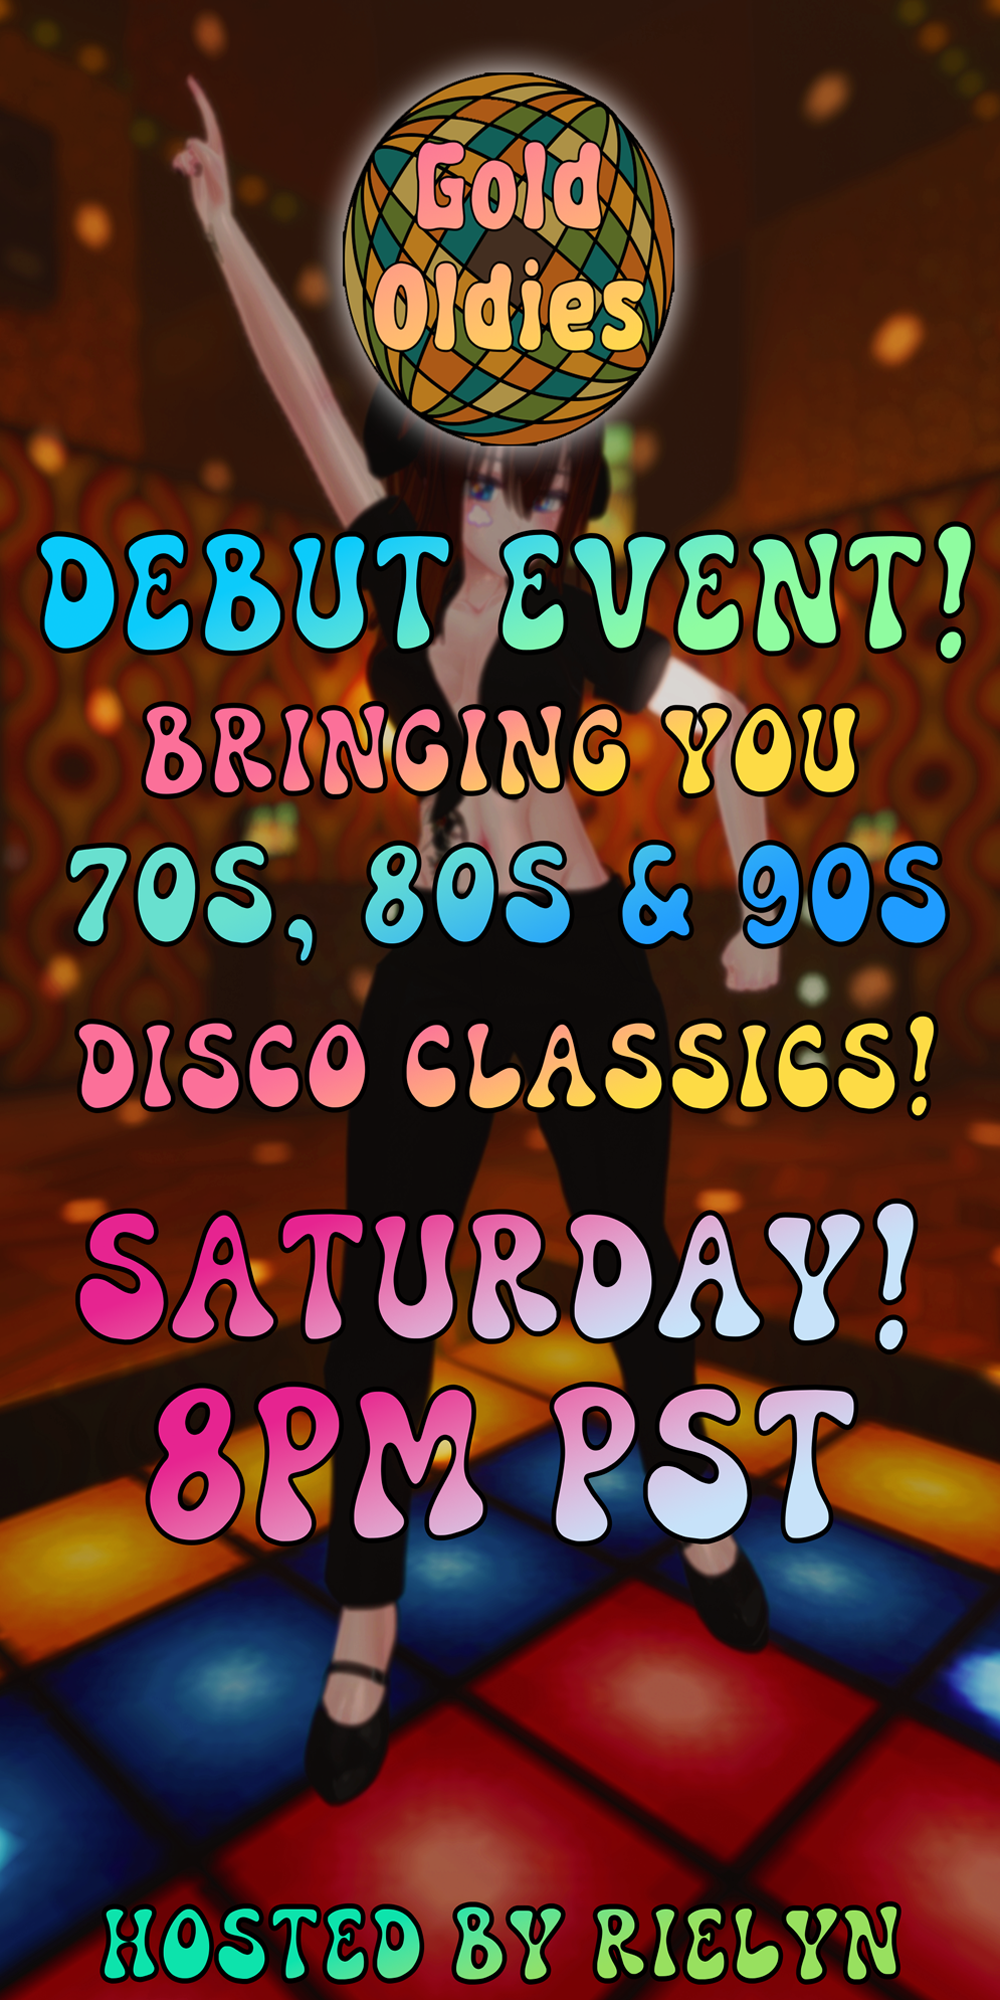 Gold
Oldies
DEBUT EVENT!
BRINGING YOU
70S, 80S & 90S
DISCO CLASSICS!
SATURDAY!
8PM PST
HOSTED BY RIELYN